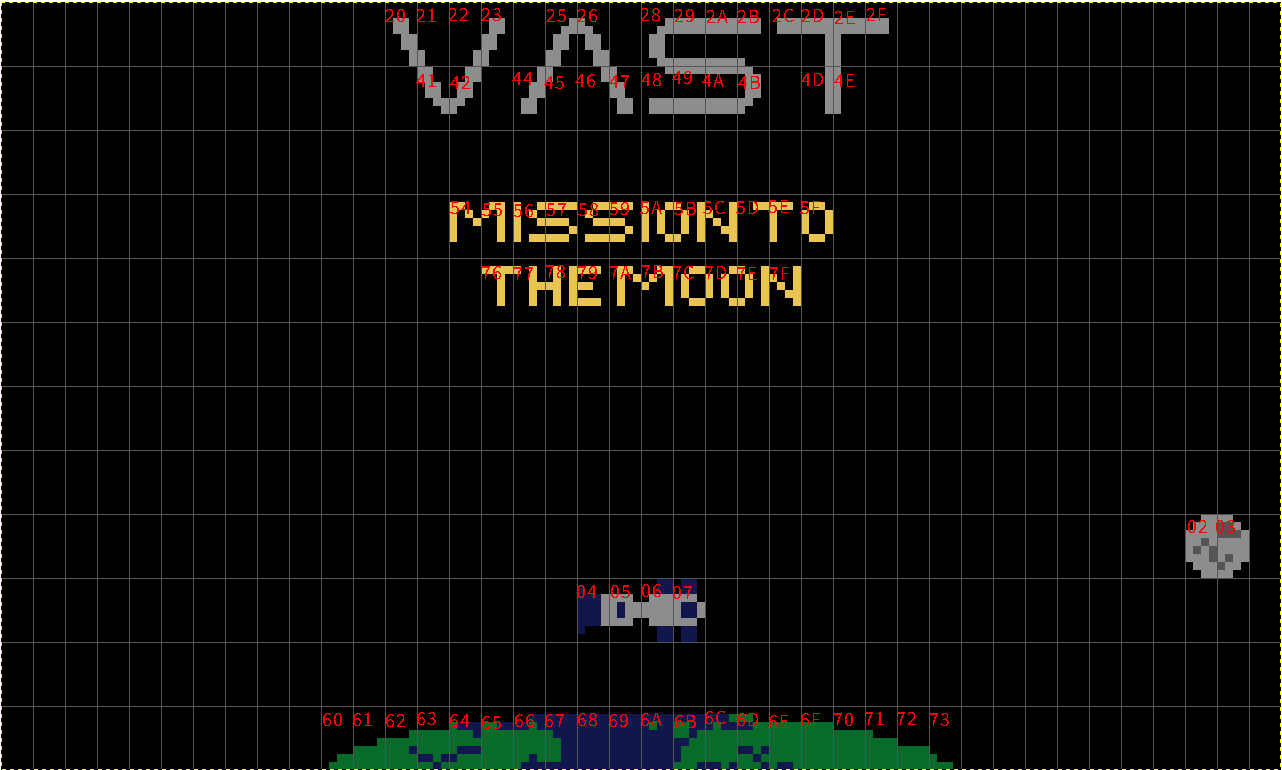 20 21 22 23 25 26 28 29 2A 2B 2C 2D 2E 2F
VAST
41 42 44 45 46 47 48 49 4A 4B 4D 4E
54 55 56 57 58 59 5A 5B 5C 5D 5E 5F
MISSION TO
76 77 78 79 7A 7B 7C 7D 7E 7F
THE MOON
02 03
04 05 06 07
60 61 62 63 64 65 66 67 68 69 6A 6B 6C 6D 6E 6F 70 71 72 73